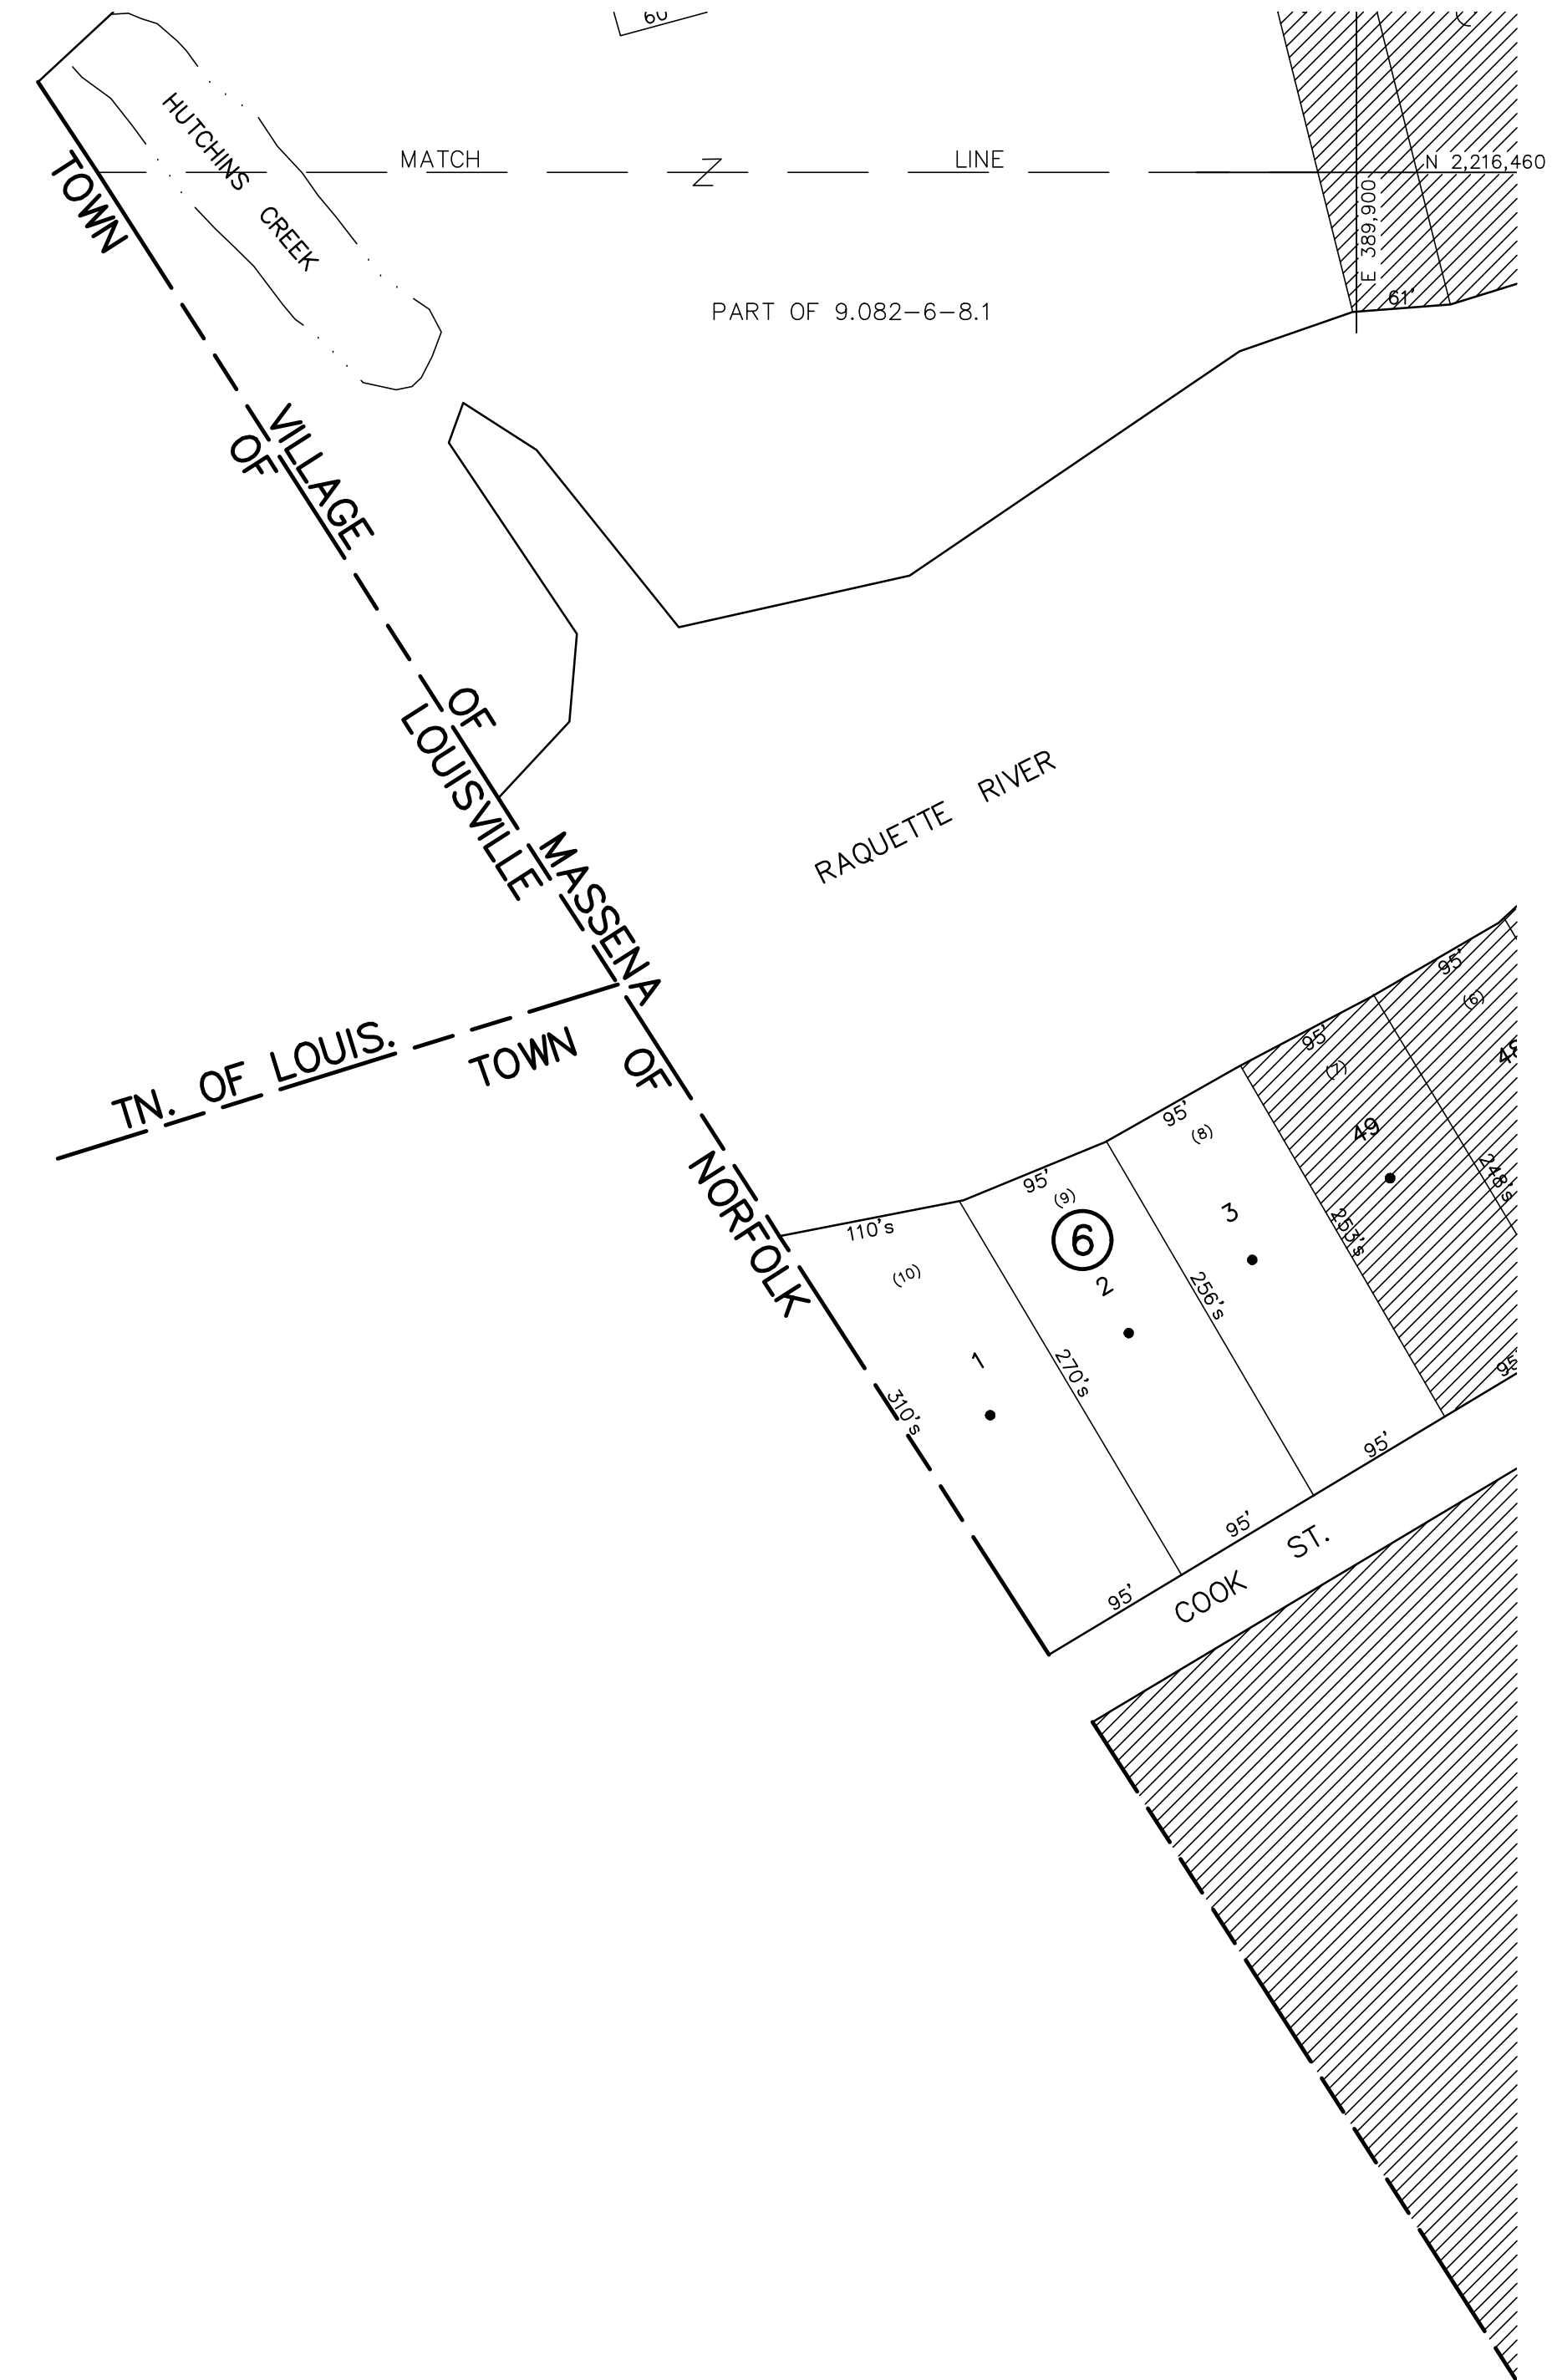 60
HUTCHINS CREEK
MATCH LINE
N 2,216,460
E 389,900
61'
PART OF 9.082-6-8.1
TOWN OF LOUISVILLE
VILLAGE OF MASSENA
RAQUETTE RIVER
TN. OF LOUIS.
TOWN OF NORFOLK
95'
(6)
95'
(7)
49
248's
95'
(8)
3
253's
95'
(9)
6
2
256's
110's
(10)
1
270's
310's
95'
95'
95'
95'
COOK ST.